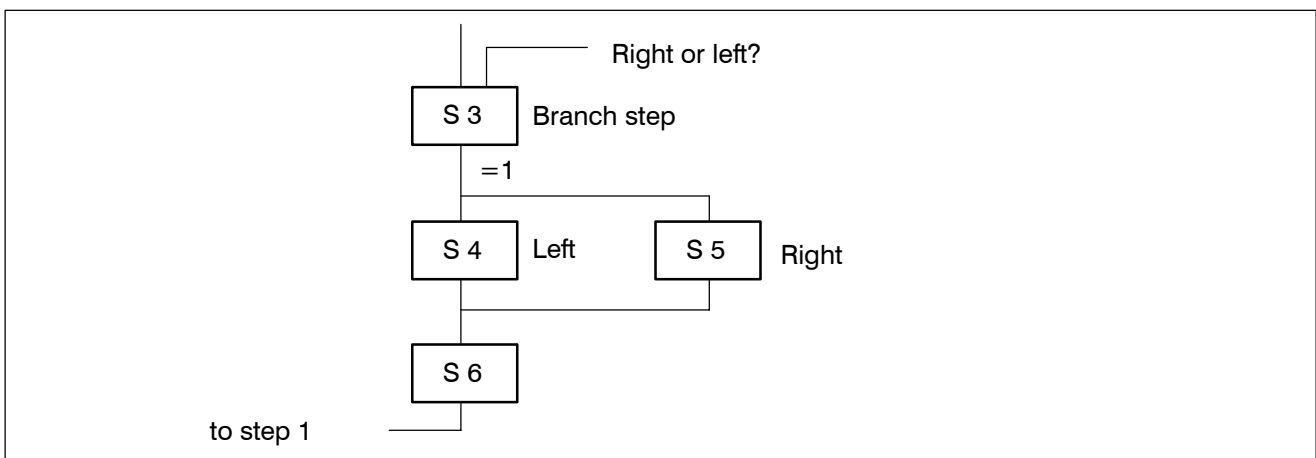 Right or left?
S 3 Branch step
=1
S 4 Left S 5 Right
S 6
to step 1